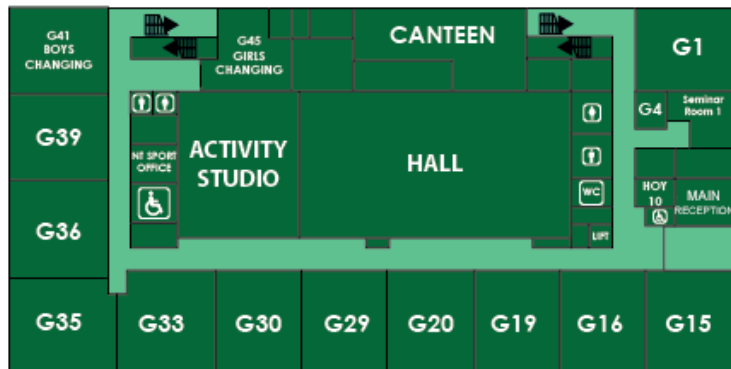 G41
BOYS
CHANGING
G45
GIRLS
CHANGING
CANTEEN
G1
G39
G4
Seminar
Room 1
NT SPORT
OFFICE
ACTIVITY
STUDIO
HALL
WC
HOY
10
MAIN
RECEPTION
G36
LIFT
G35
G33
G30
G29
G20
G19
G16
G15